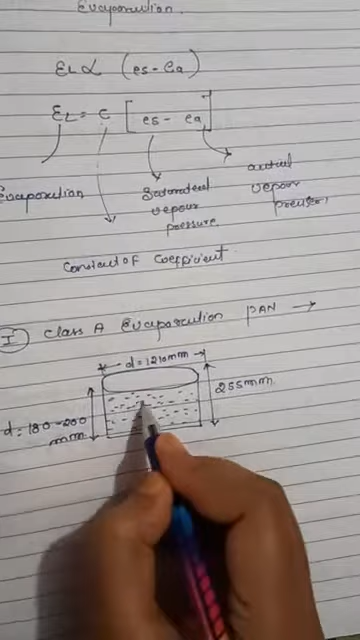 Evaporation.
EL ∝ (es - ea)
EL = C [es - ea]
Evaporation
Saturated vapour pressure
actual vapour pressure,
Constant of Coefficient
I Class A Evaporation PAN →
d = 1210mm
255mm
d = 180-200 mm